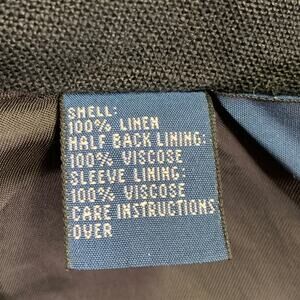 SHELL:
100% LINEN
HALF BACK LINING:
100% VISCOSE
SLEEVE LINING:
100% VISCOSE
CARE INSTRUCTIONS
OVER